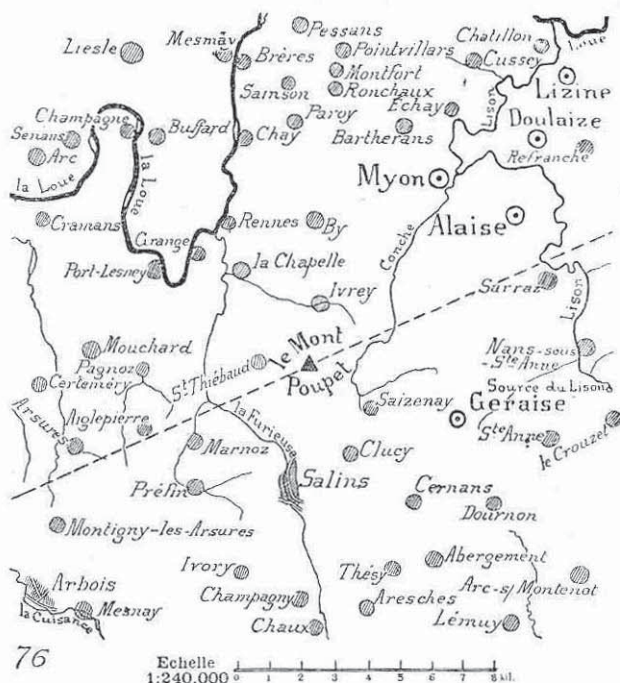 Pessans
Chatillon
Loue
Liesle
Mesmay
Brères
Pointvillars
Cussey
Montfort
Lizine
Samson
Ronchaux
Échay
Lison
Doulaize
Champagne
Senans
Buffard
Chay
Paroy
Bartherans
Refranche
Arc
la Loue
la Loue
Myon
Cramans
Rennes
By
Alaise
Grange
Conche
Port-Lesney
la Chapelle
Sarraz
Lison
Ivrey
Mouchard
le Mont
Poupet
Nans-sous
-Ste Anne
Pagnoz
St Thiébaud
Source du Lison
Certeméry
Saizenay
Geraise
Arsures
Aiglepierre
la Furieuse
Ste Anne
le Crouzet
Marnoz
Clucy
Salins
Préfin
Cernans
Dournon
Montigny-les-Arsures
Abergement
Ivory
Thésy
Arc-s/Montenot
Arbois
Champagny
Aresches
la Cuisance
Mesnay
Chaux
Lémuy
76
Echelle
1:240.000
0 1 2 3 4 5 6 7 8 kil.